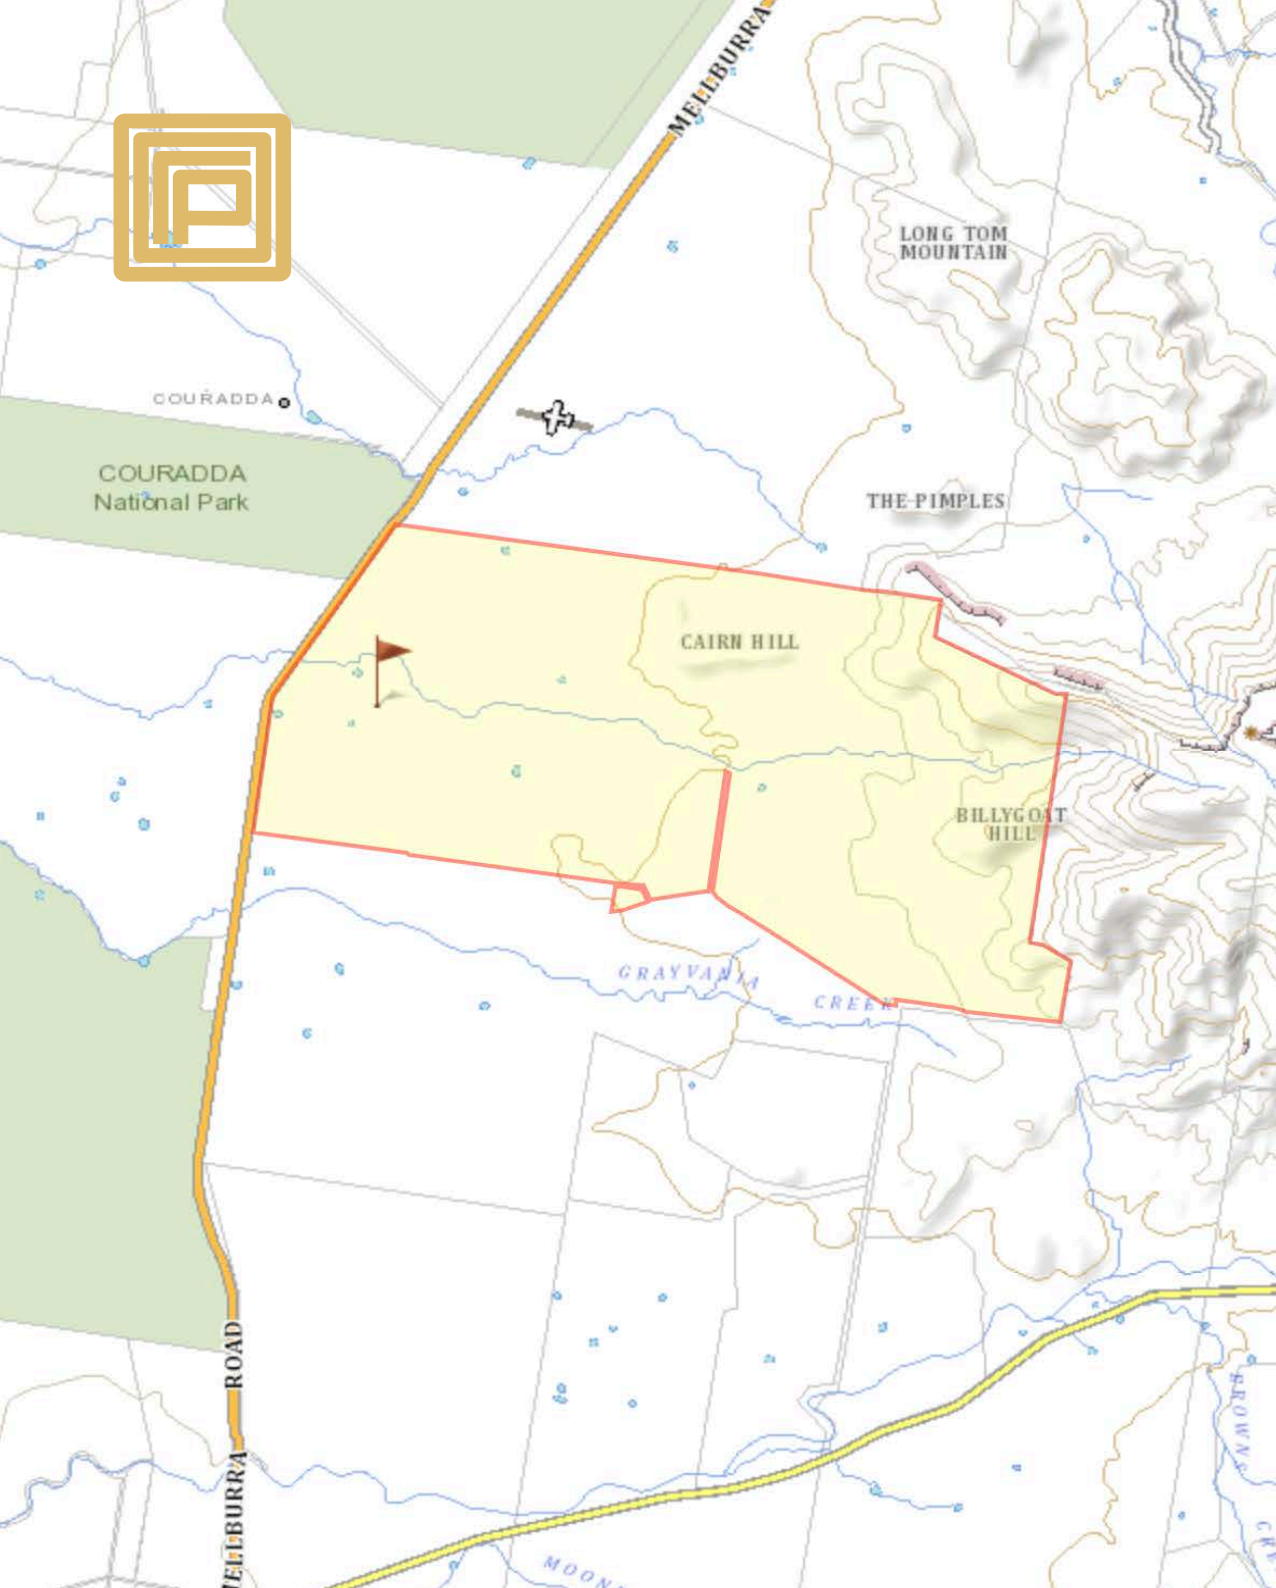 MELLBURRA
LONG TOM
MOUNTAIN
COURADDA
COURADDA
National Park
THE PIMPLES
CAIRN HILL
BILLYGOAT
HILL
GRAYVANIA
CREEK
ROAD
MELLBURRA
BROWNS